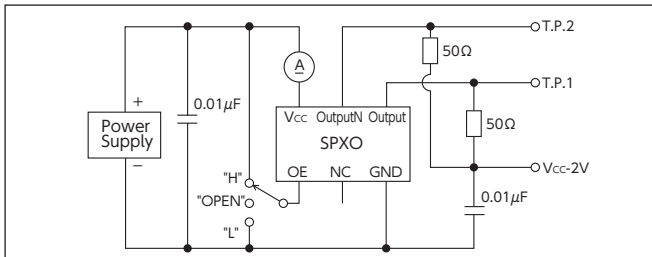 T.P.2
A
50Ω
T.P.1
+
0.01μF
Power
Supply
−
Vcc OutputN Output
50Ω
SPXO
OE NC GND
Vcc-2V
"H"
"OPEN"
"L"
0.01μF